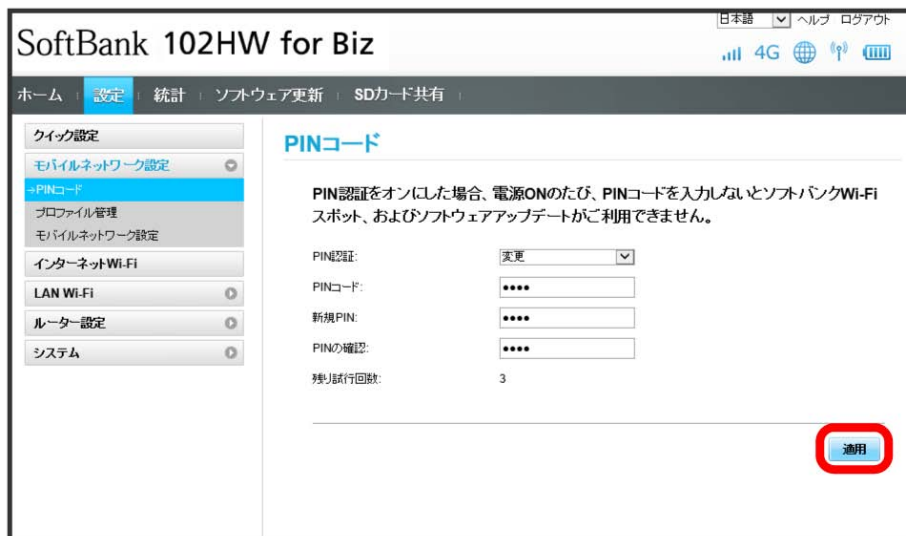 日本語 ヘルプ ログアウト
SoftBank 102HW for Biz
4G
ホーム 設定 統計 ソフトウェア更新 SDカード共有
クイック設定
モバイルネットワーク設定
→PINコード
プロファイル管理
モバイルネットワーク設定
インターネットWi-Fi
LAN Wi-Fi
ルーター設定
システム
PINコード
PIN認証をオンにした場合、電源ONのたび、PINコードを入力しないとソフトバンクWi-Fi
スポット、およびソフトウェアアップデートがご利用できません。
PIN認証: 変更
PINコード: ••••
新規PIN: ••••
PINの確認: ••••
残り試行回数: 3
適用